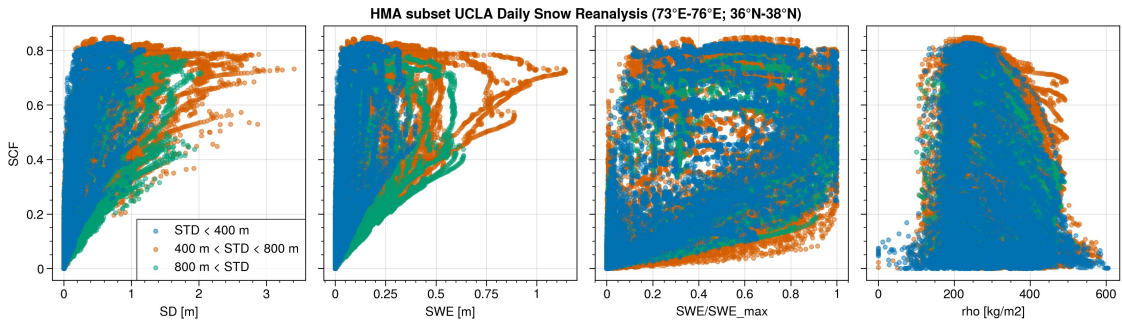 HMA subset UCLA Daily Snow Reanalysis (73°E-76°E; 36°N-38°N)
SCF
0.8
0.6
0.4
0.2
0
STD < 400 m
400 m < STD < 800 m
800 m < STD
0 1 2 3
SD [m]
0 0.25 0.5 0.75 1
SWE [m]
0 0.2 0.4 0.6 0.8 1
SWE/SWE_max
0 200 400 600
rho [kg/m2]